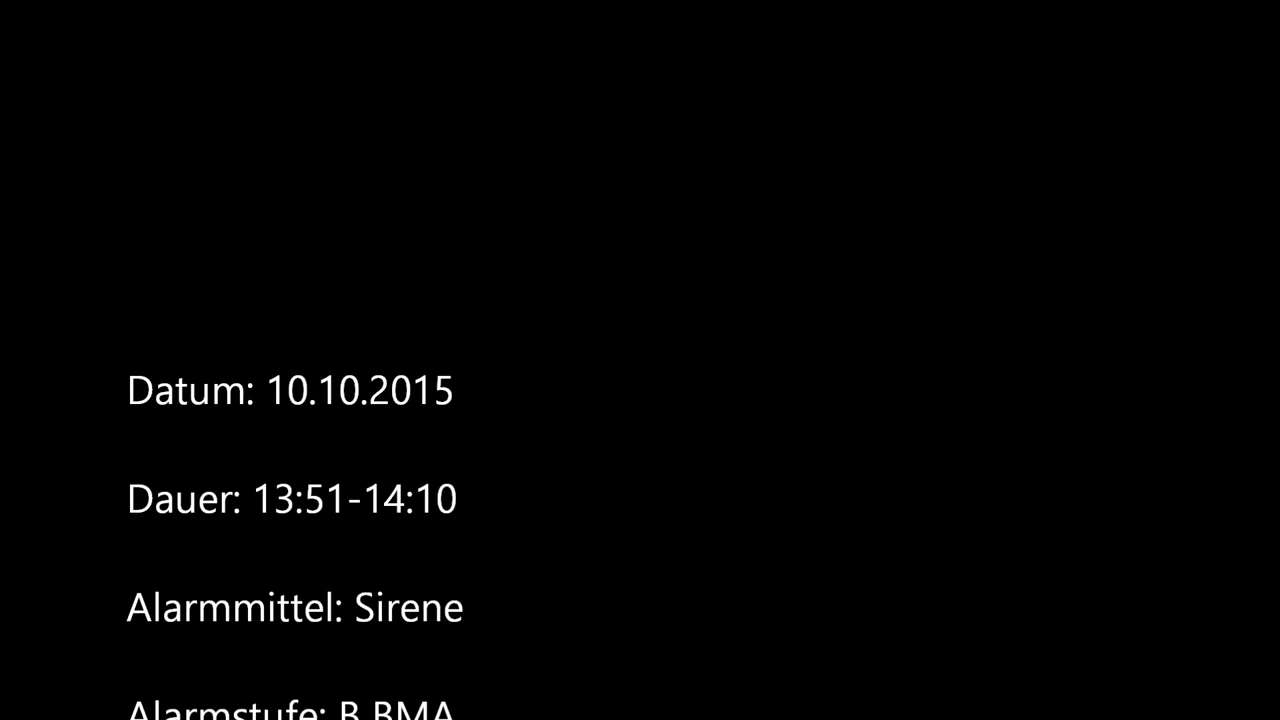 Datum: 10.10.2015
Dauer: 13:51-14:10
Alarmmittel: Sirene
Alarmstufe: B BMA